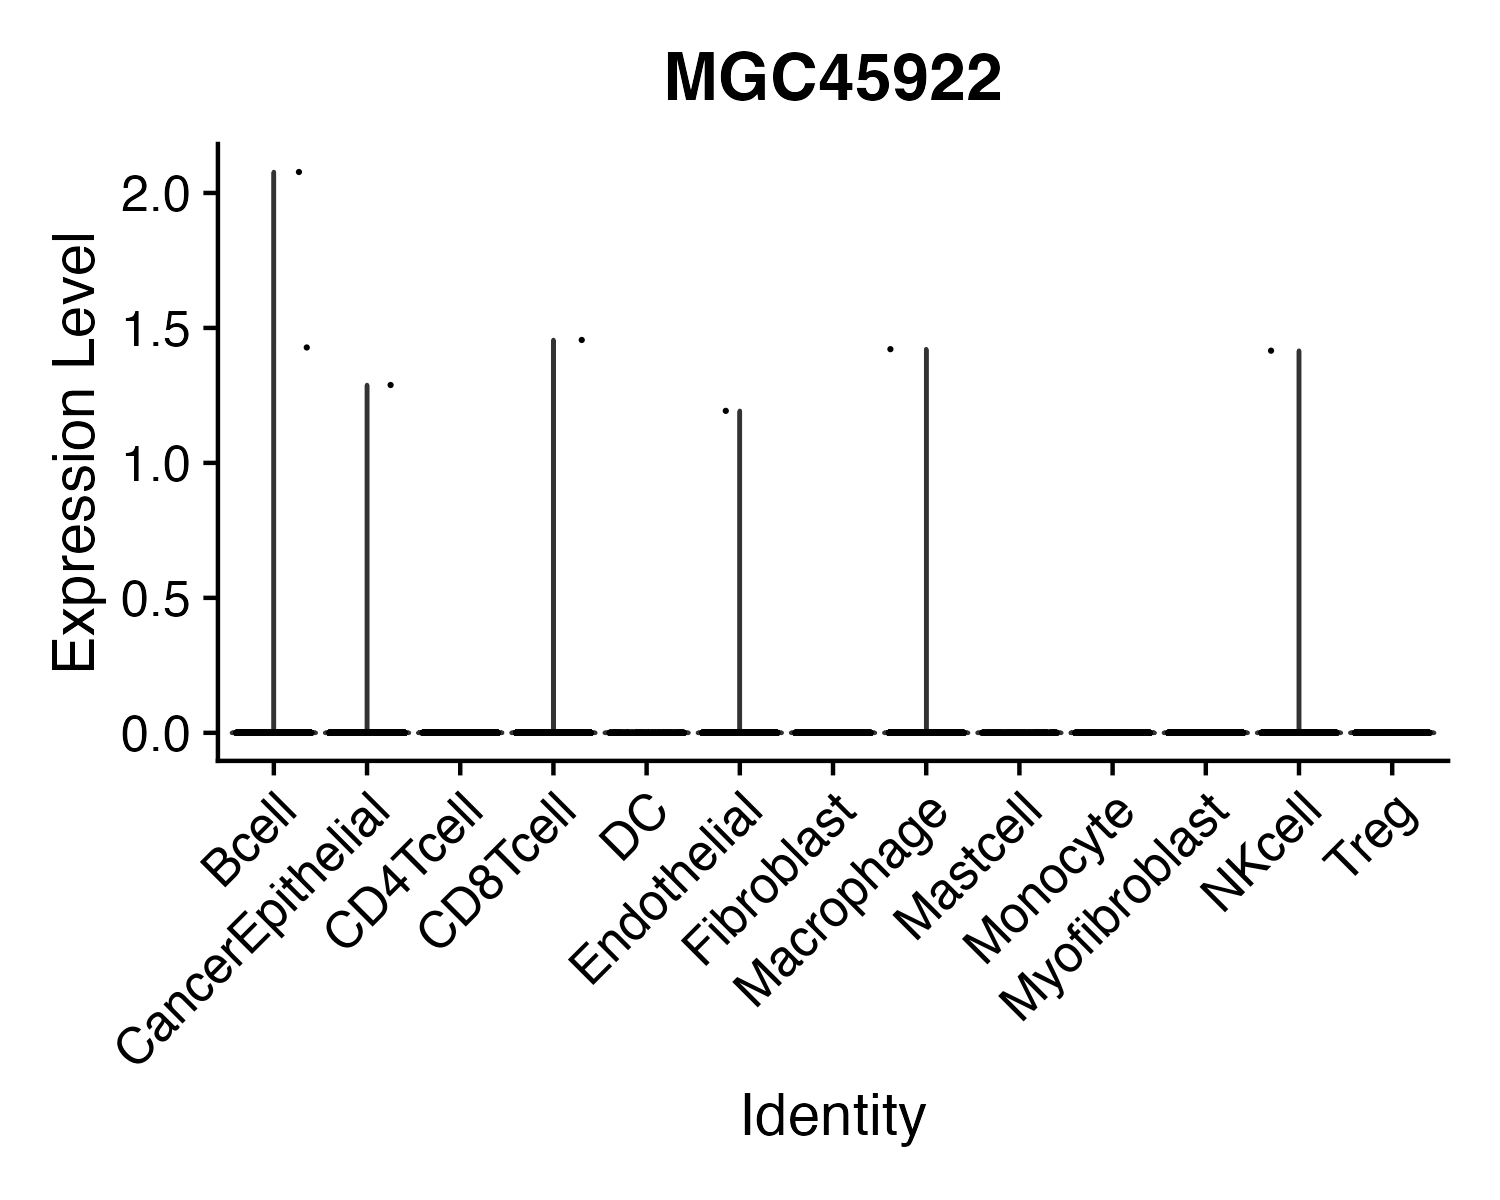 MGC45922
Expression Level
2.0
1.5
1.0
0.5
0.0
Bcell
CancerEpithelial
CD4Tcell
CD8Tcell
DC
Endothelial
Fibroblast
Macrophage
Mastcell
Monocyte
Myofibroblast
NKcell
Treg
Identity